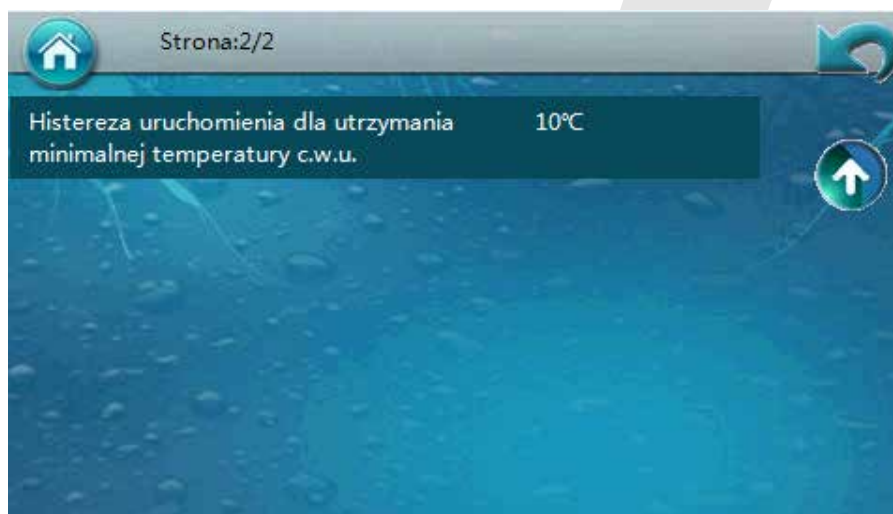 Strona:2/2
Histereza uruchomienia dla utrzymania 10℃
minimalnej temperatury c.w.u.